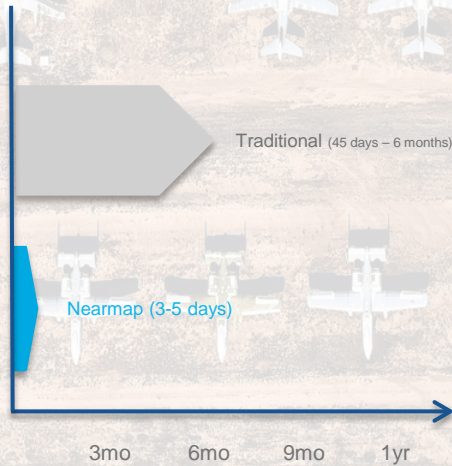 Traditional (45 days – 6 months)
Nearmap (3-5 days)
3mo 6mo 9mo 1yr